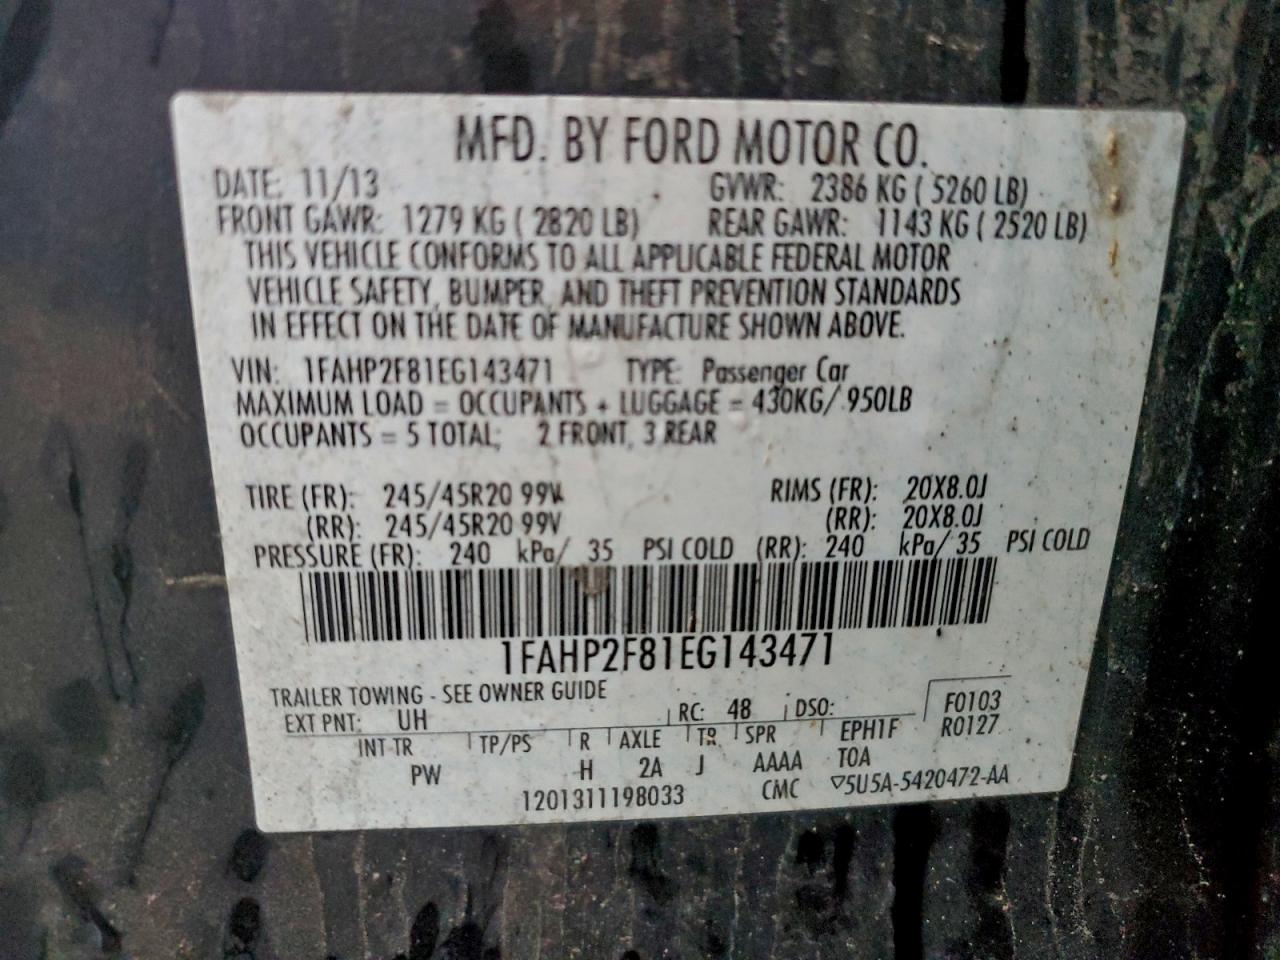 MFD. BY FORD MOTOR CO.
DATE: 11/13 GVWR: 2386 KG ( 5260 LB)
FRONT GAWR: 1279 KG ( 2820 LB) REAR GAWR: 1143 KG ( 2520 LB)
THIS VEHICLE CONFORMS TO ALL APPLICABLE FEDERAL MOTOR
VEHICLE SAFETY, BUMPER, AND THEFT PREVENTION STANDARDS
IN EFFECT ON THE DATE OF MANUFACTURE SHOWN ABOVE.
VIN: 1FAHP2F81EG143471 TYPE: Passenger Car
MAXIMUM LOAD = OCCUPANTS + LUGGAGE = 430KG/ 950LB
OCCUPANTS = 5 TOTAL; 2 FRONT, 3 REAR
TIRE (FR): 245/45R20 99V RIMS (FR): 20X8.0J
(RR): 245/45R20 99V (RR): 20X8.0J
PRESSURE (FR): 240 kPa/ 35 PSI COLD (RR): 240 kPa/ 35 PSI COLD
1FAHP2F81EG143471
TRAILER TOWING - SEE OWNER GUIDE
EXT PNT: UH RC: 48 DSO: F0103
R0127
INT TR TP/PS R AXLE TR SPR EPH1F
PW H 2A J AAAA TOA
1201311198033 CMC ▽5U5A-5420472-AA